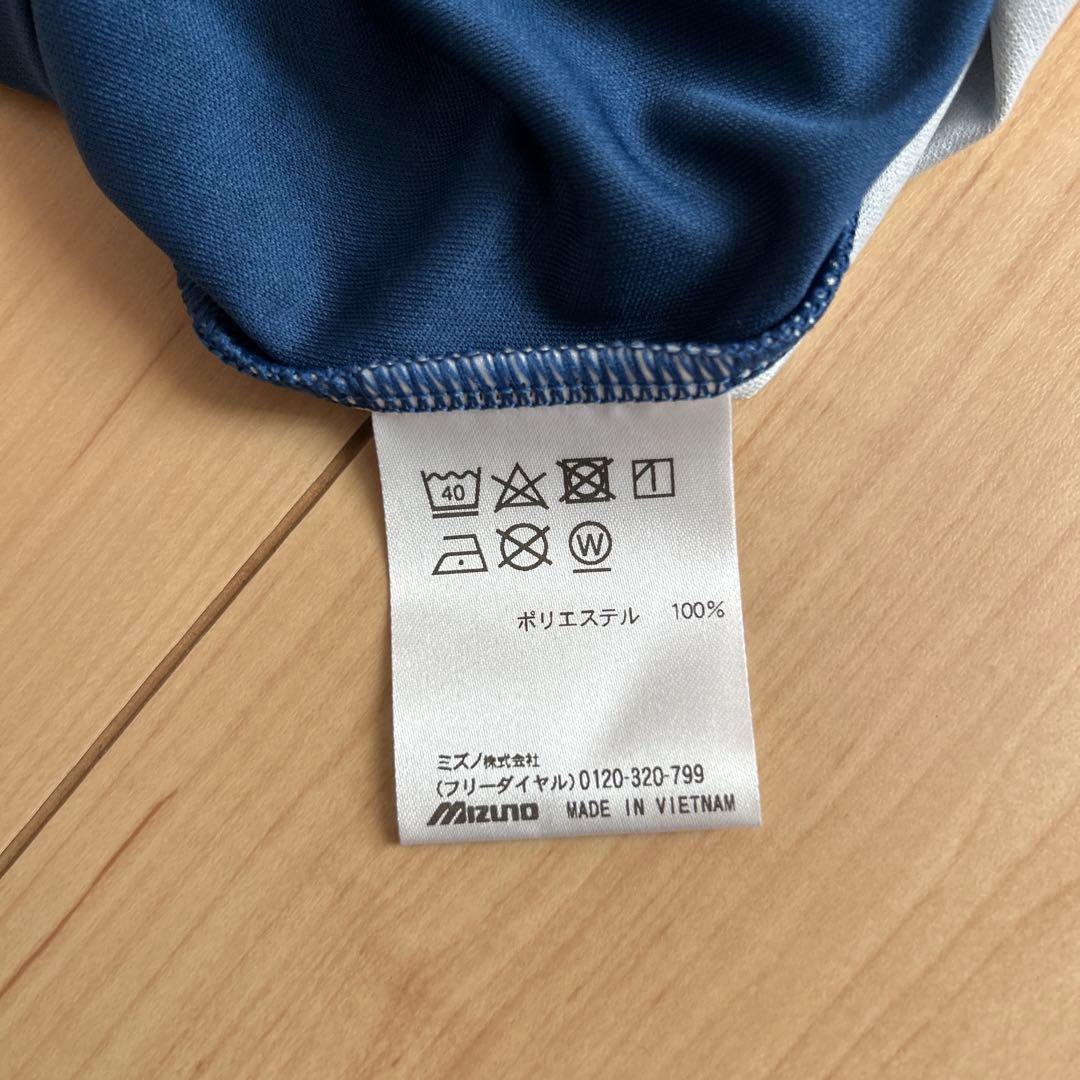 40
W
ポリエステル 100%
ミズノ株式会社
(フリーダイヤル)0120-320-799
MIZUNO MADE IN VIETNAM